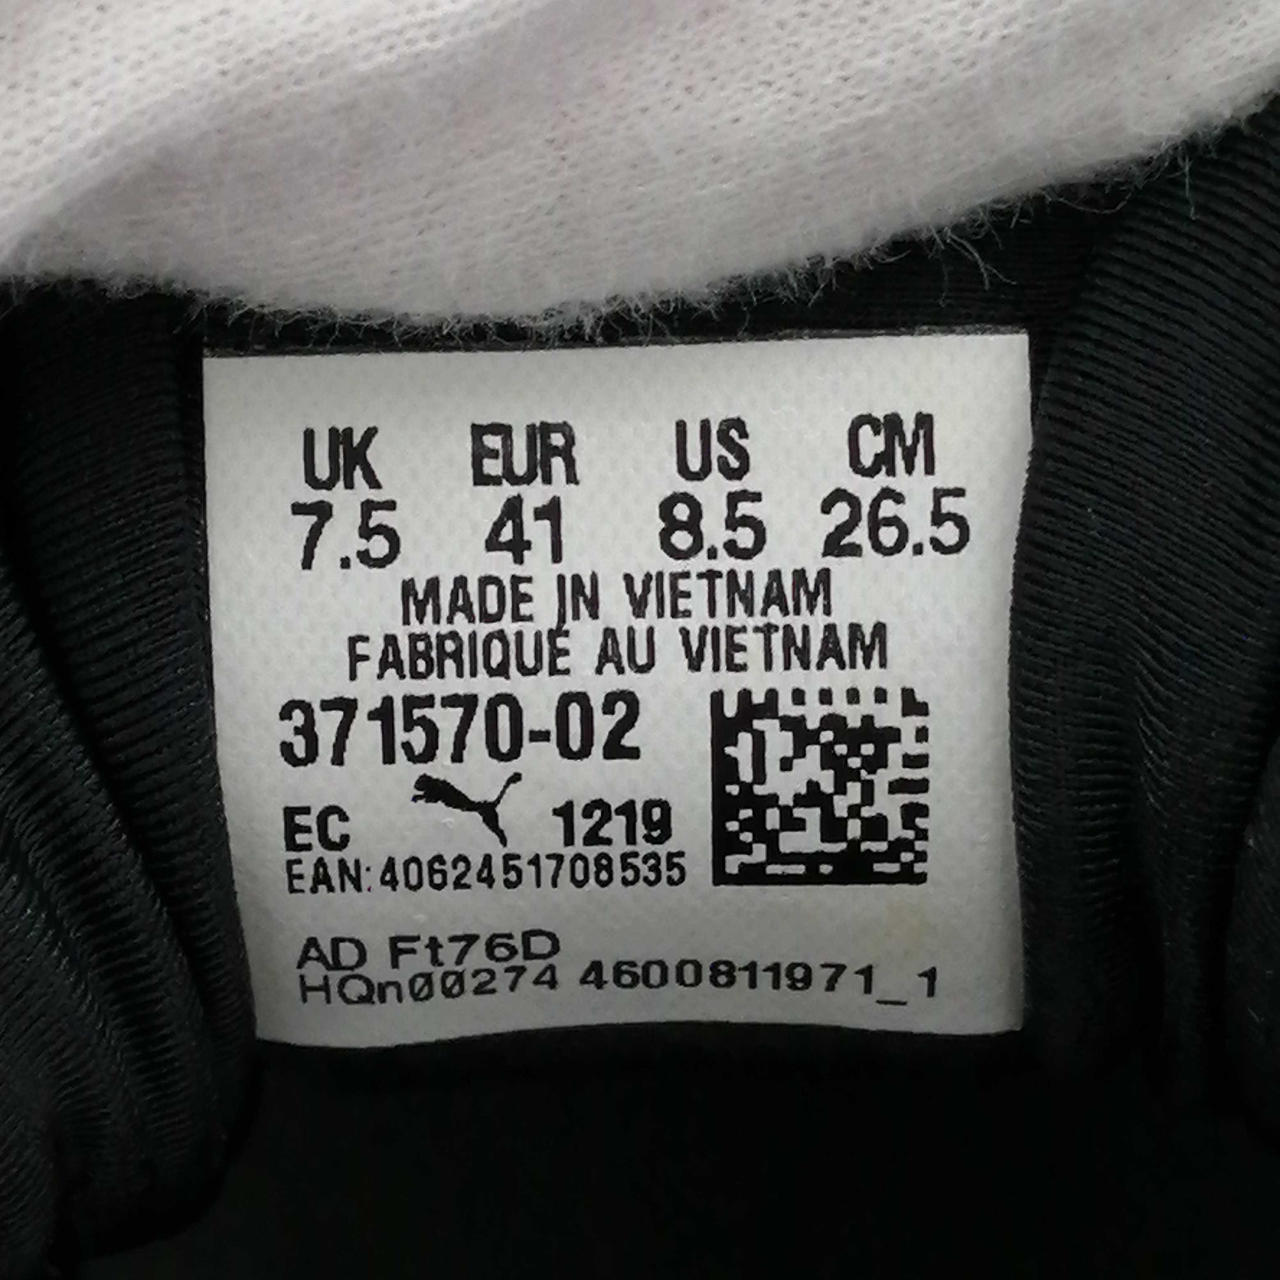 UK EUR US CM
7.5 41 8.5 26.5
MADE IN VIETNAM
FABRIQUÉ AU VIETNAM
371570-02
EC 1219
EAN:4062451708535
AD Ft76D
HQn00274 4600811971_1